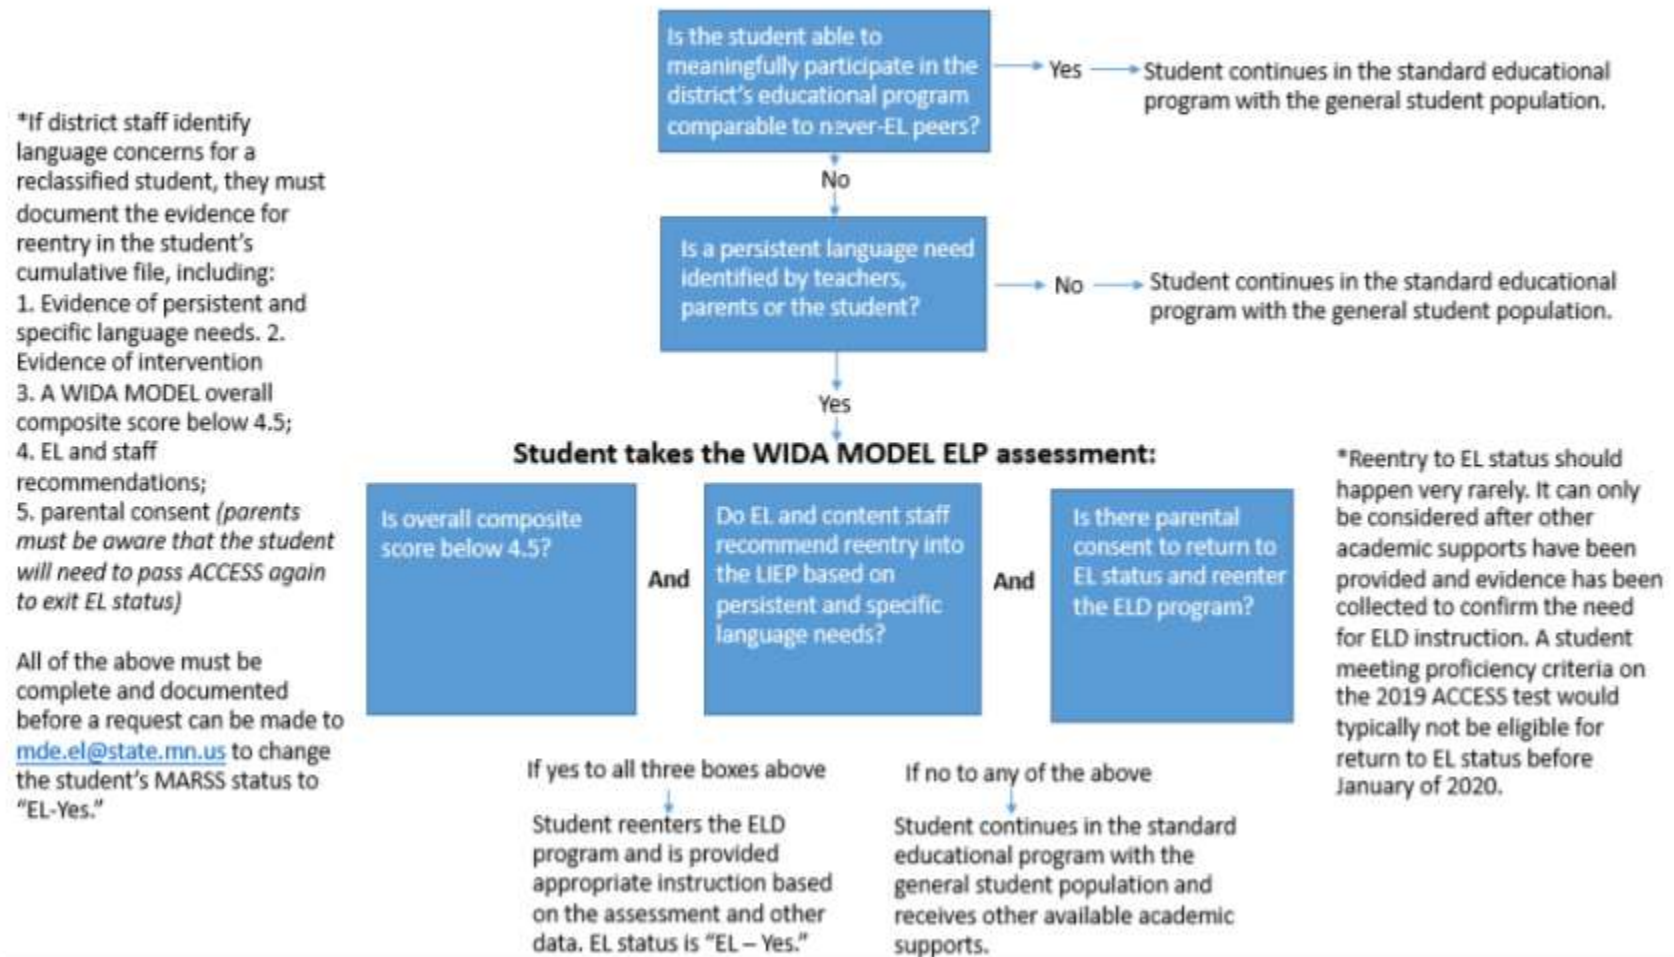 Is the student able to
meaningfully participate in the
district's educational program
comparable to never-EL peers?
Yes
Student continues in the standard educational
program with the general student population.
No
Is a persistent language need
identified by teachers,
parents or the student?
No
Student continues in the standard educational
program with the general student population.
Yes
*If district staff identify
language concerns for a
reclassified student, they must
document the evidence for
reentry in the student's
cumulative file, including:
1. Evidence of persistent and
specific language needs. 2.
Evidence of intervention
3. A WIDA MODEL overall
composite score below 4.5;
4. EL and staff
recommendations;
5. parental consent (parents
must be aware that the student
will need to pass ACCESS again
to exit EL status)
All of the above must be
complete and documented
before a request can be made to
mde.el@state.mn.us to change
the student's MARSS status to
"EL-Yes."
Student takes the WIDA MODEL ELP assessment:
Is overall composite
score below 4.5?
And
Do EL and content staff
recommend reentry into
the LIEP based on
persistent and specific
language needs?
And
Is there parental
consent to return to
EL status and reenter
the ELD program?
*Reentry to EL status should
happen very rarely. It can only
be considered after other
academic supports have been
provided and evidence has been
collected to confirm the need
for ELD instruction. A student
meeting proficiency criteria on
the 2019 ACCESS test would
typically not be eligible for
return to EL status before
January of 2020.
If yes to all three boxes above
Student reenters the ELD
program and is provided
appropriate instruction based
on the assessment and other
data. EL status is "EL – Yes."
If no to any of the above
Student continues in the standard
educational program with the
general student population and
receives other available academic
supports.